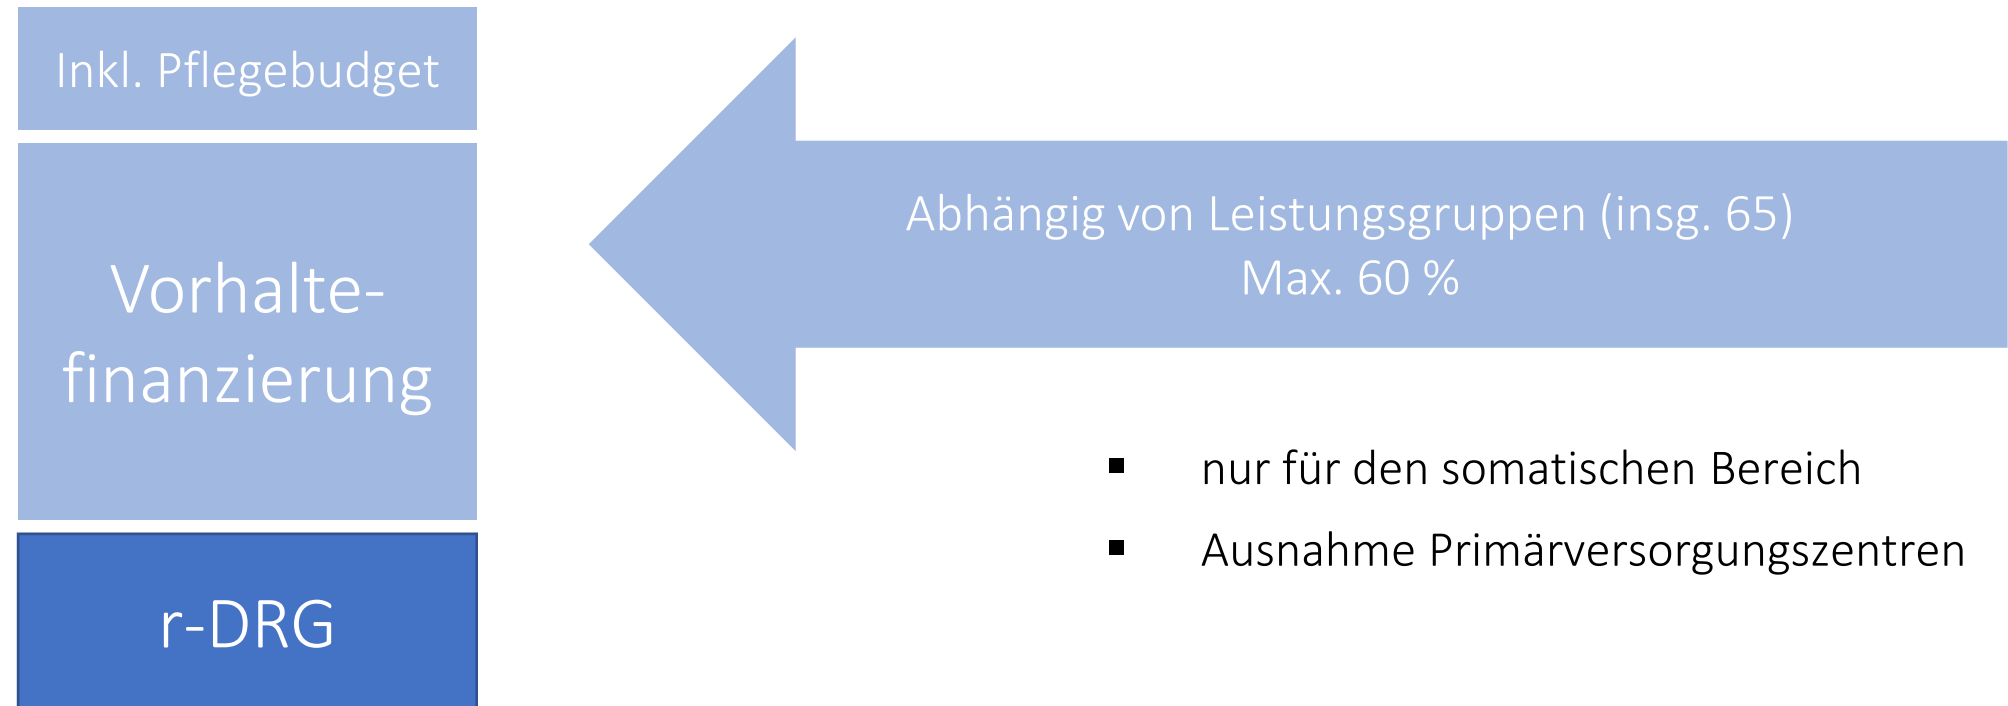 Inkl. Pflegebudget
Vorhalte-
finanzierung
r-DRG
Abhängig von Leistungsgruppen (insg. 65)
Max. 60 %
▪ nur für den somatischen Bereich
▪ Ausnahme Primärversorgungszentren